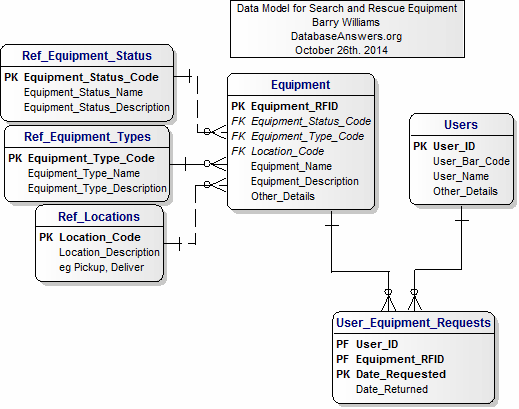 Data Model for Search and Rescue Equipment
Barry Williams
DatabaseAnswers.org
October 26th. 2014
Ref_Equipment_Status
PK Equipment_Status_Code
Equipment_Status_Name
Equipment_Status_Description
Ref_Equipment_Types
PK Equipment_Type_Code
Equipment_Type_Name
Equipment_Type_Description
Ref_Locations
PK Location_Code
Location_Description
eg Pickup, Deliver
Equipment
PK Equipment_RFID
FK Equipment_Status_Code
FK Equipment_Type_Code
FK Location_Code
Equipment_Name
Equipment_Description
Other_Details
Users
PK User_ID
User_Bar_Code
User_Name
Other_Details
User_Equipment_Requests
PF User_ID
PF Equipment_RFID
PK Date_Requested
Date_Returned